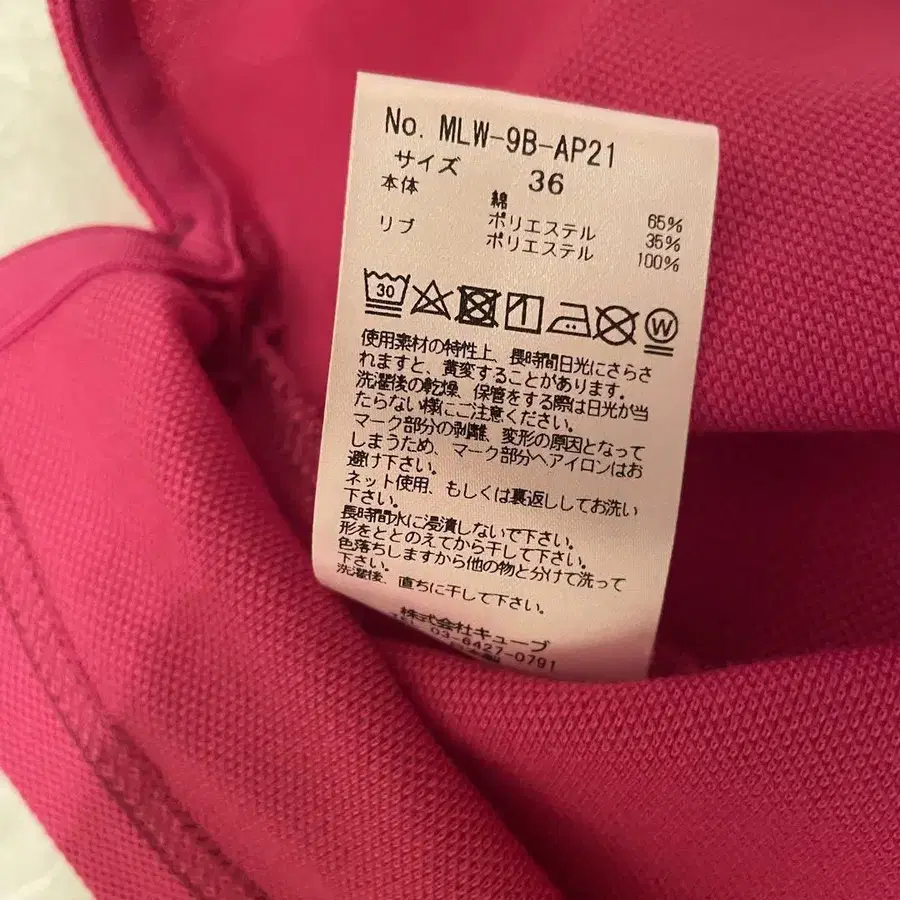 No. MLW-9B-AP21
サイズ 36
本体 綿 65%
ポリエステル 35%
リブ ポリエステル 100%
30
W
使用素材の特性上、長時間日光にさらさ
れますと、黄変することがあります。
洗濯後の乾燥、保管をする際は日光が当
たらない様にご注意ください。
マーク部分の剥離、変形の原因となって
しまうため、マーク部分へアイロンはお
避け下さい。
ネット使用、もしくは裏返ししてお洗い
下さい。
長時間水に浸漬しないで下さい。
形をととのえてから干して下さい。
色落ちしますから他の物と分けて洗って
下さい。
洗濯後、直ちに干して下さい。
株式会社キューブ
TEL 03-6427-0791